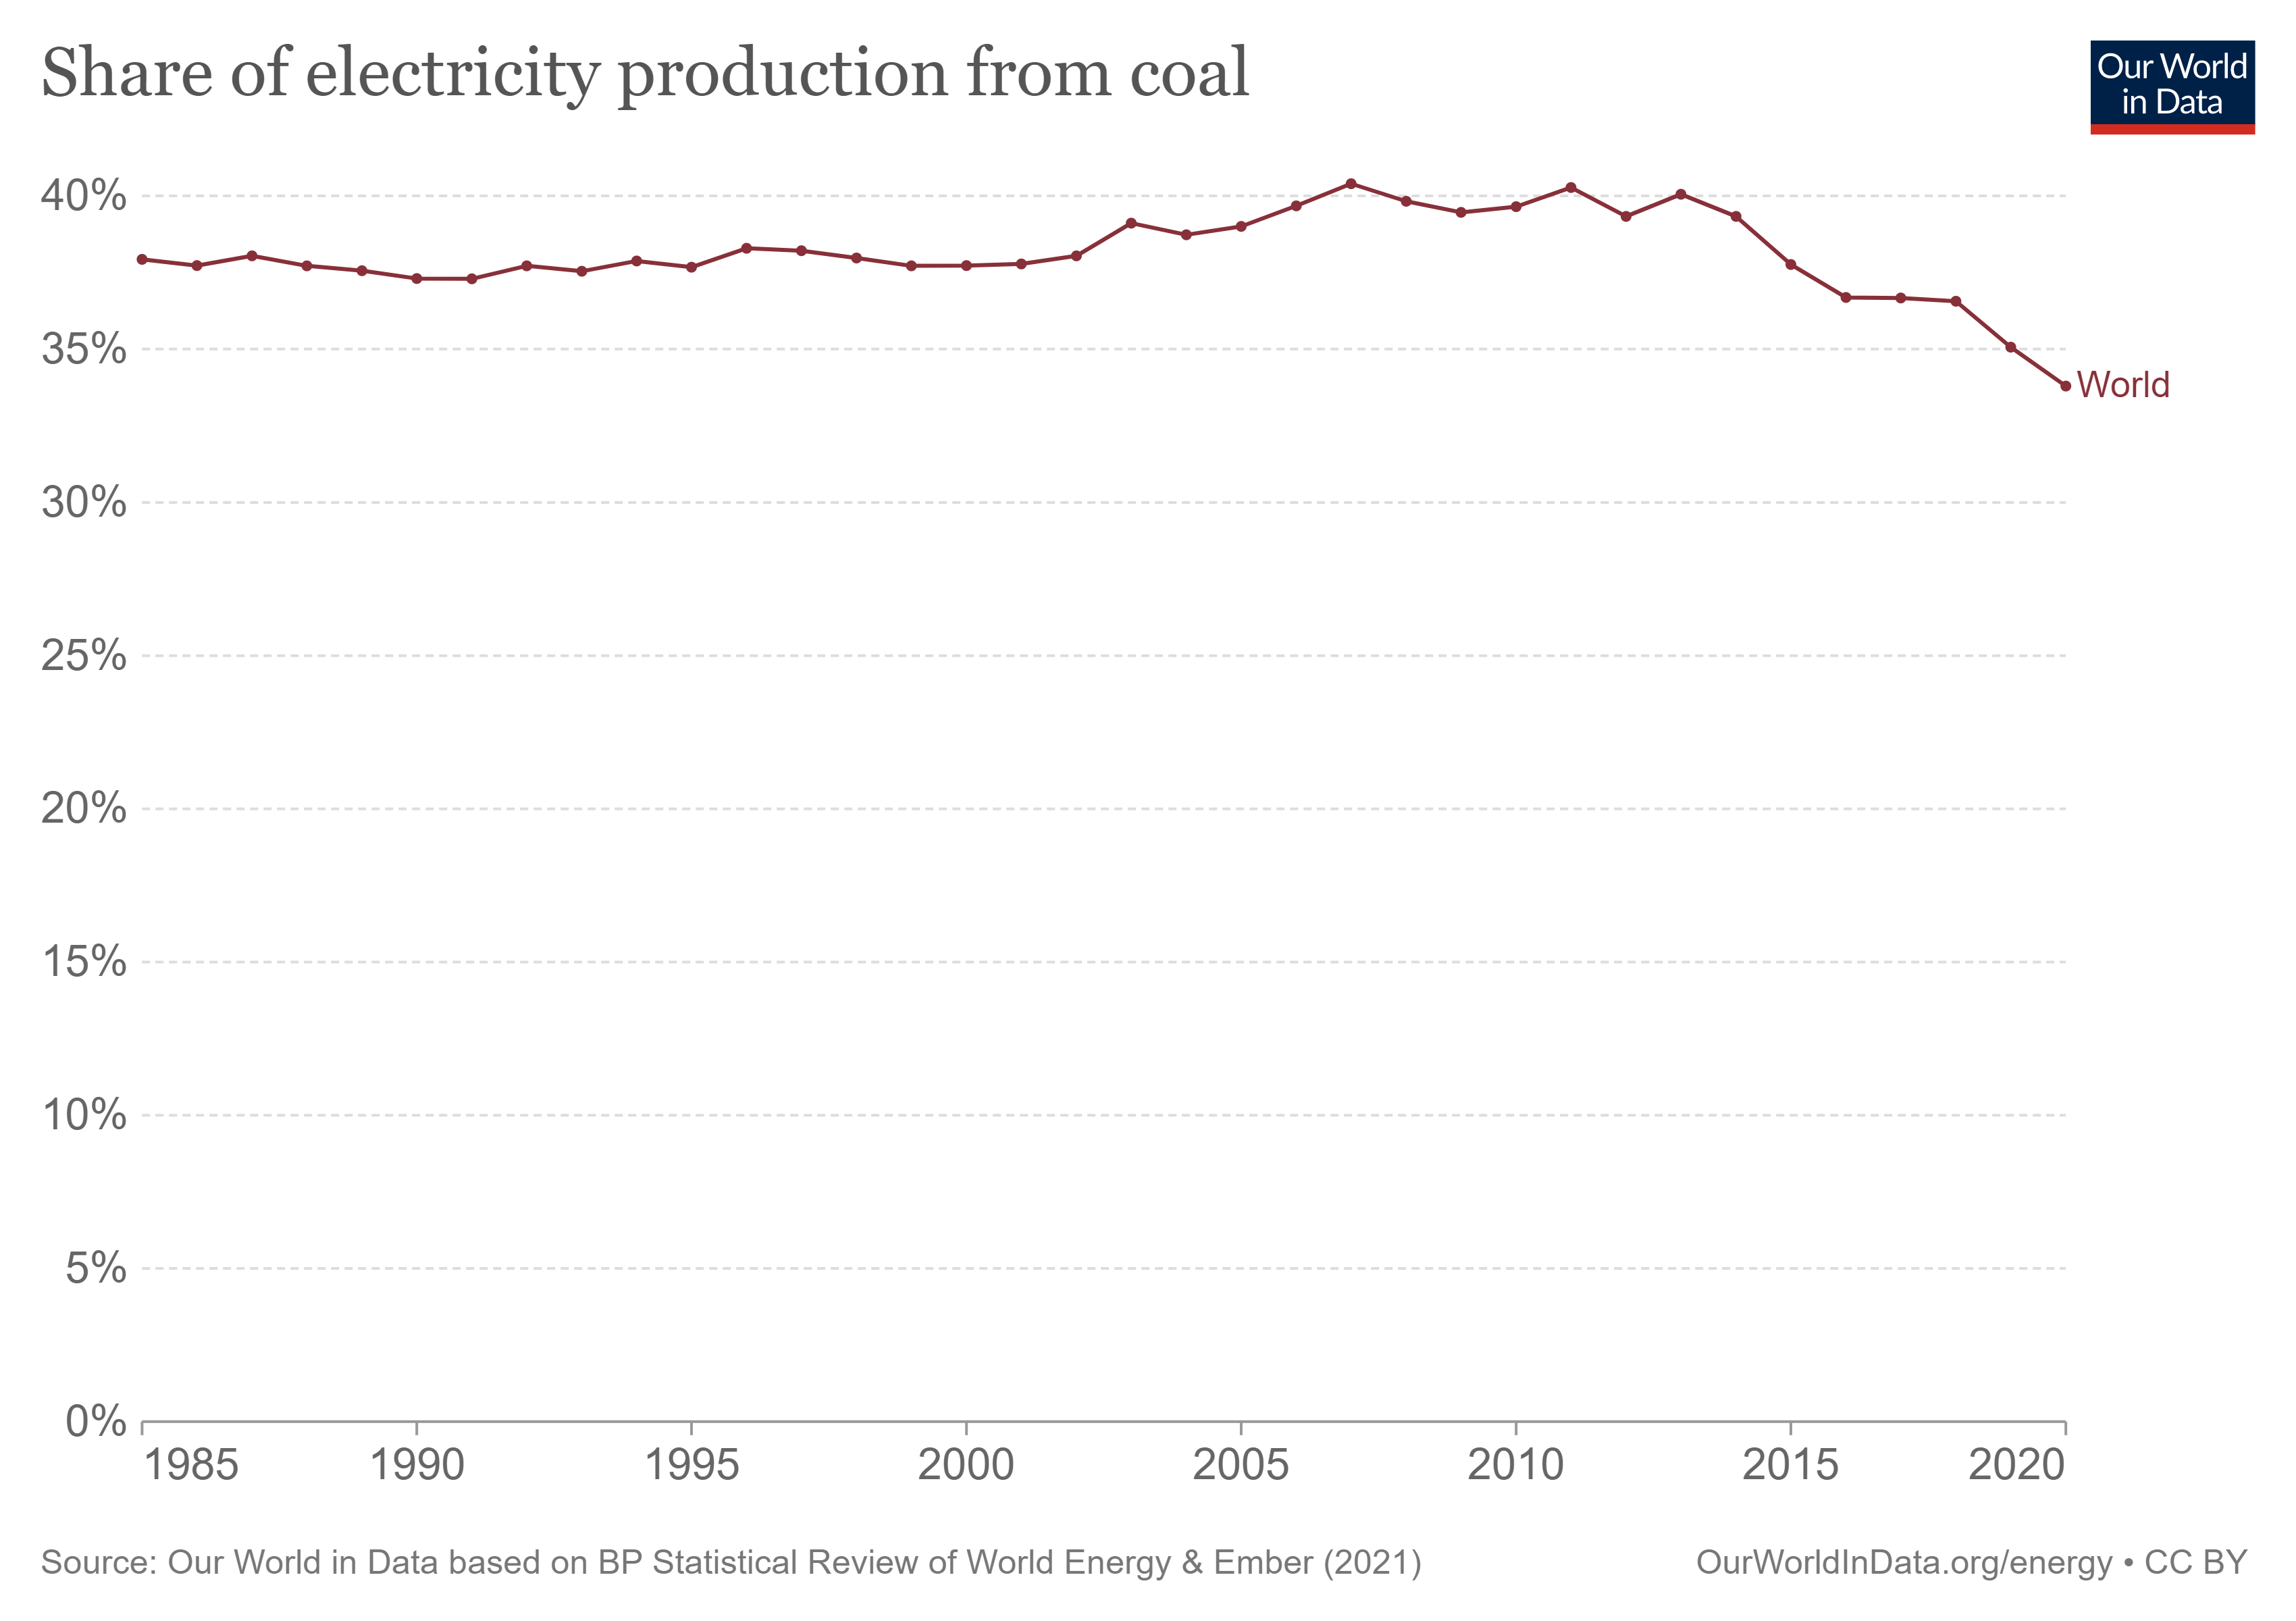 Share of electricity production from coal
Our World
in Data
40%
35%
World
30%
25%
20%
15%
10%
5%
0%
1985 1990 1995 2000 2005 2010 2015 2020
Source: Our World in Data based on BP Statistical Review of World Energy & Ember (2021)
OurWorldInData.org/energy • CC BY